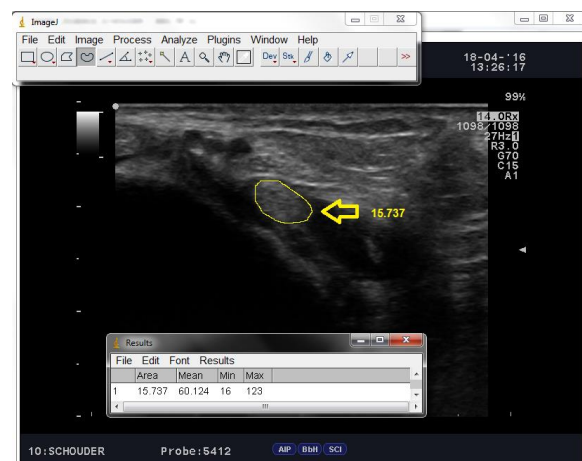 ImageJ
File Edit Image Process Analyze Plugins Window Help
A Dev Stk >>
18-04-'16
13:26:17
99%
14.0Rx
1098/1098
27Hz
R3.0
G70
C15
A1
15.737
Results
File Edit Font Results
Area Mean Min Max
1 15.737 60.124 16 123
10:SCHOUDER Probe:5412 AIP BbH SCI